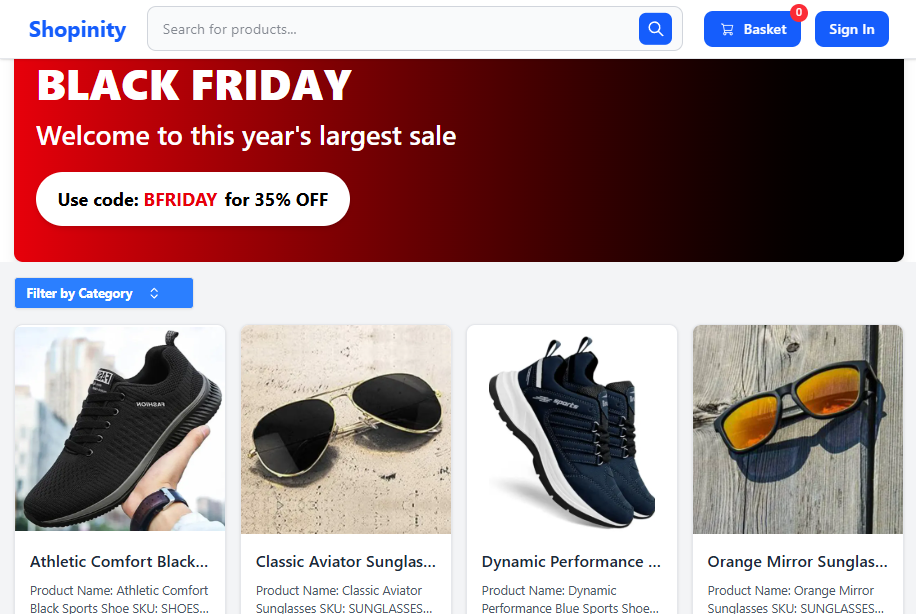 Shopinity
Search for products...
0
Basket
Sign In
BLACK FRIDAY
Welcome to this year's largest sale
Use code: BFRIDAY for 35% OFF
Filter by Category
FASHION
sports
Athletic Comfort Black...
Product Name: Athletic Comfort
Black Sports Shoe SKU: SHOES...
Classic Aviator Sunglas...
Product Name: Classic Aviator
Sunglasses SKU: SUNGLASSES...
Dynamic Performance ...
Product Name: Dynamic
Performance Blue Sports Shoe...
Orange Mirror Sunglas...
Product Name: Orange Mirror
Sunglasses SKU: SUNGLASSES...